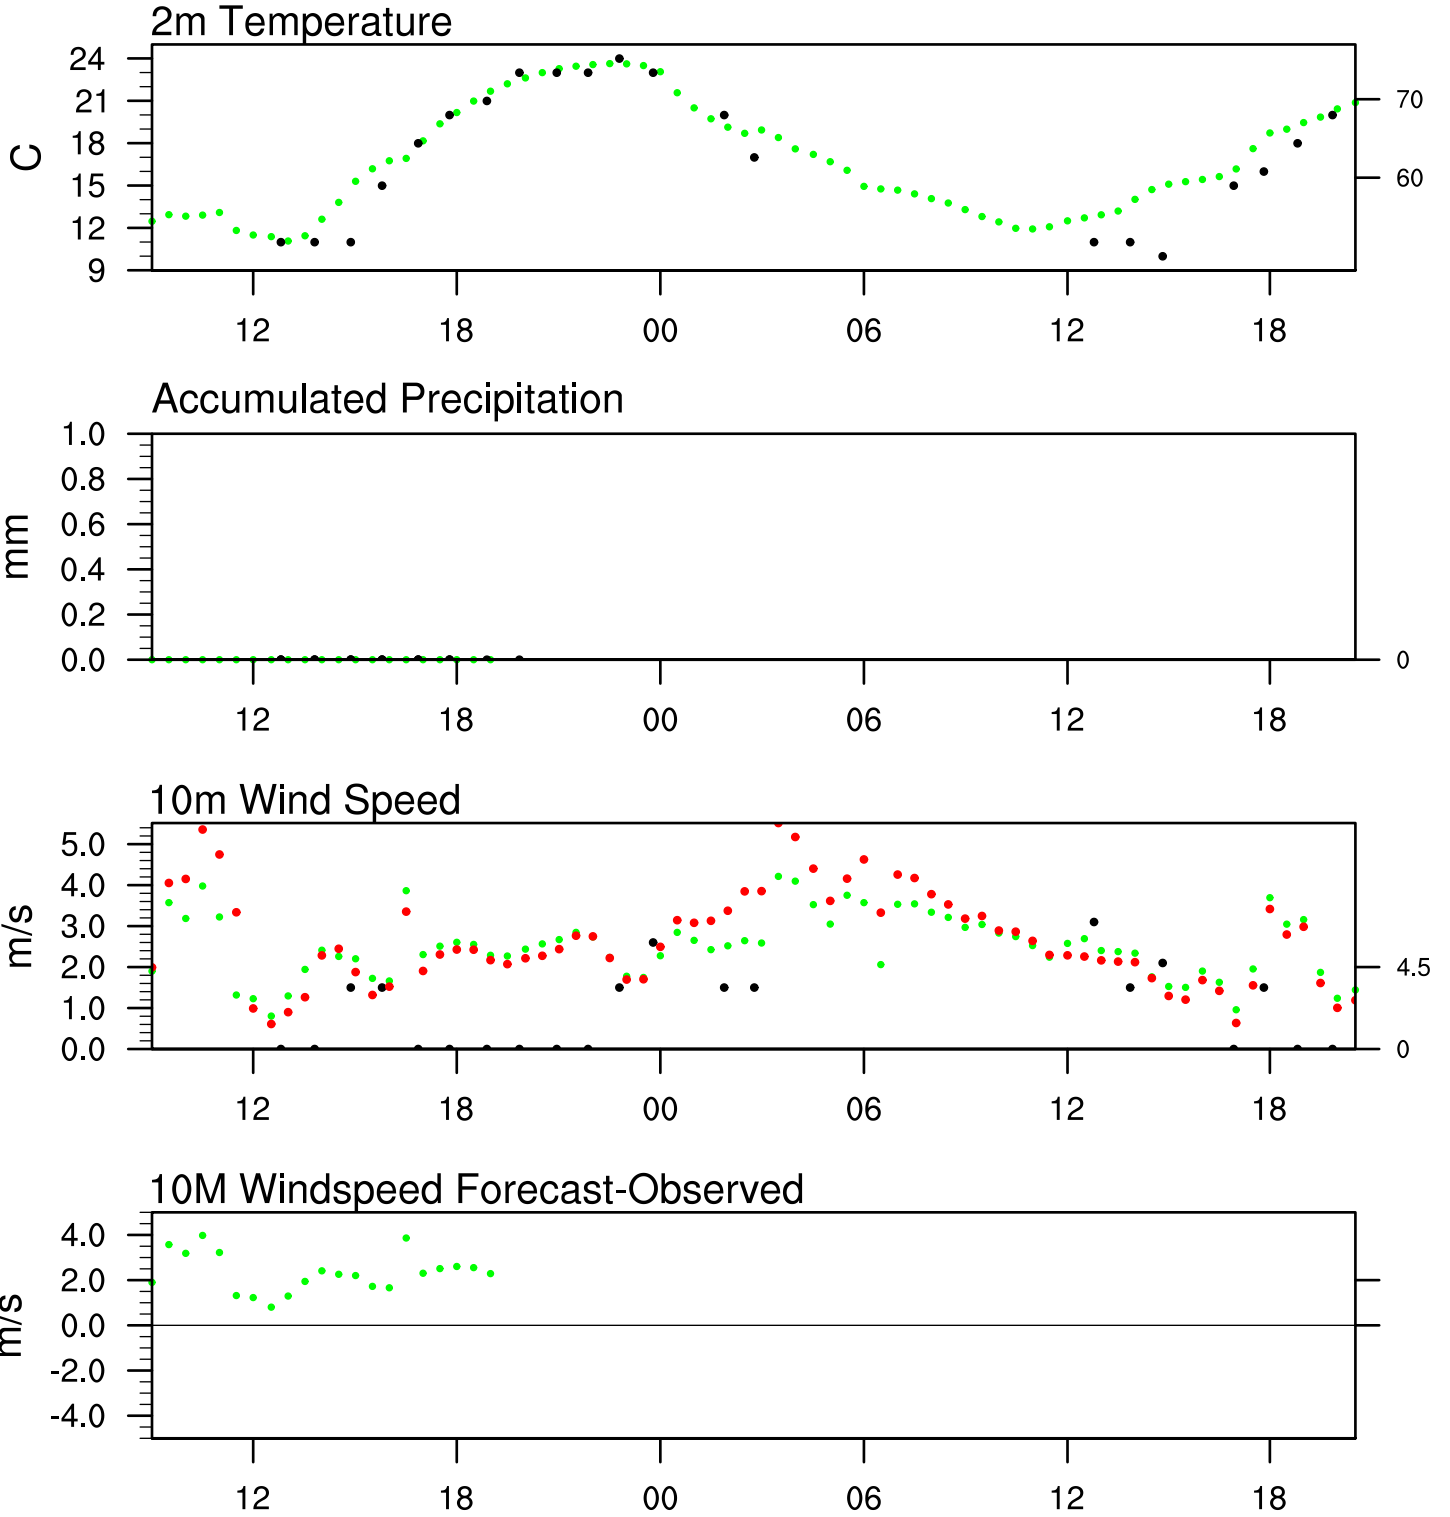 2m Temperature
24
21
18
15
12
9
C
70
60
12 18 00 06 12 18
Accumulated Precipitation
1.0
0.8
0.6
0.4
0.2
0.0
mm
0
12 18 00 06 12 18
10m Wind Speed
5.0
4.0
3.0
2.0
1.0
0.0
m/s
4.5
0
12 18 00 06 12 18
10M Windspeed Forecast-Observed
4.0
2.0
0.0
-2.0
-4.0
m/s
12 18 00 06 12 18